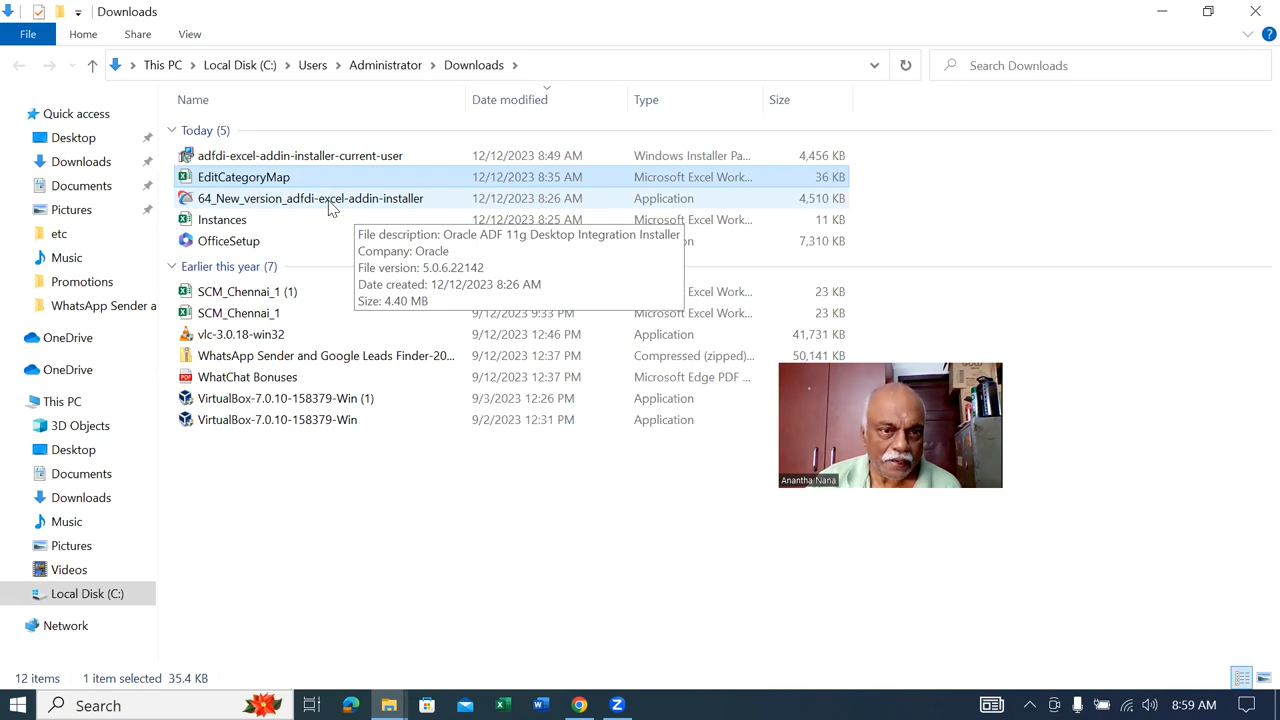 Downloads
File Home Share View
This PC Local Disk (C:) Users Administrator Downloads Search Downloads
Name Date modified Type Size
Quick access
Desktop
Downloads
Documents
Pictures
etc
Music
Promotions
WhatsApp Sender a
OneDrive
OneDrive
This PC
3D Objects
Desktop
Documents
Downloads
Music
Pictures
Videos
Local Disk (C:)
Network
Today (5)
adfdi-excel-addin-installer-current-user 12/12/2023 8:49 AM Windows Installer Pa... 4,456 KB
EditCategoryMap 12/12/2023 8:35 AM Microsoft Excel Work... 36 KB
64_New_version_adfdi-excel-addin-installer 12/12/2023 8:26 AM Application 4,510 KB
Instances 12/12/2023 8:25 AM Microsoft Excel Work... 11 KB
OfficeSetup 7,310 KB
File description: Oracle ADF 11g Desktop Integration Installer
Company: Oracle
File version: 5.0.6.22142
Date created: 12/12/2023 8:26 AM
Size: 4.40 MB
Earlier this year (7)
SCM_Chennai_1 (1) Excel Work... 23 KB
SCM_Chennai_1 9/12/2023 9:33 PM Microsoft Excel Work... 23 KB
vlc-3.0.18-win32 9/12/2023 12:46 PM Application 41,731 KB
WhatsApp Sender and Google Leads Finder-20... 9/12/2023 12:37 PM Compressed (zipped)... 50,141 KB
WhatChat Bonuses 9/12/2023 12:37 PM Microsoft Edge PDF ...
VirtualBox-7.0.10-158379-Win (1) 9/3/2023 12:26 PM Application
VirtualBox-7.0.10-158379-Win 9/2/2023 12:31 PM Application
Anantha Nana
12 items 1 item selected 35.4 KB
Search
8:59 AM